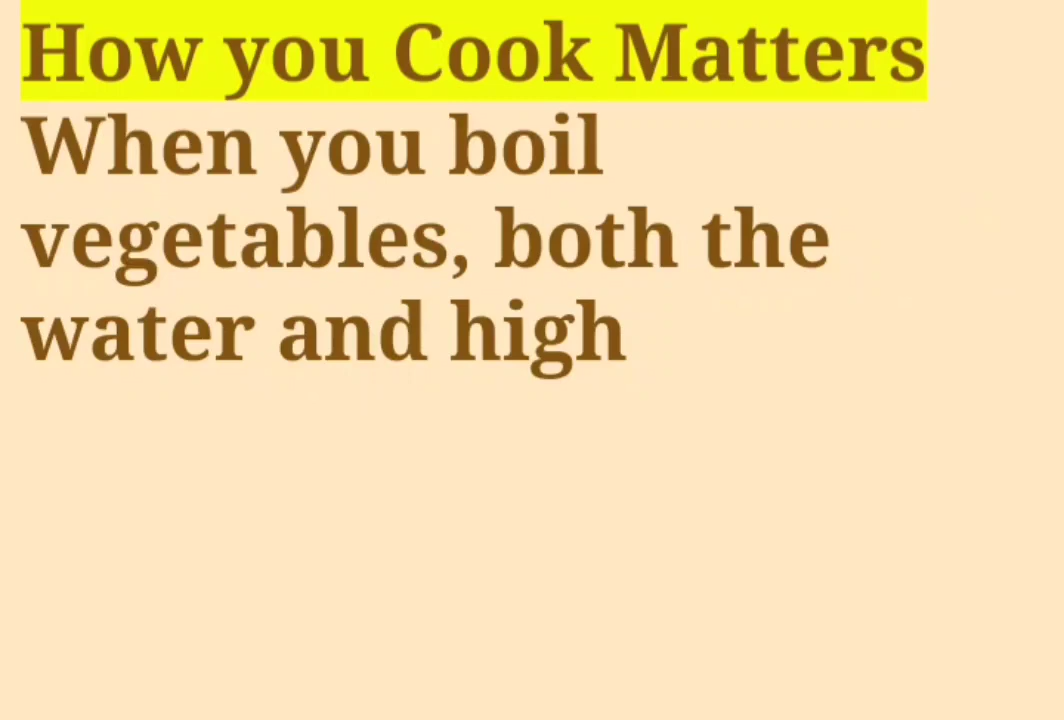 How you Cook Matters
When you boil
vegetables, both the
water and high